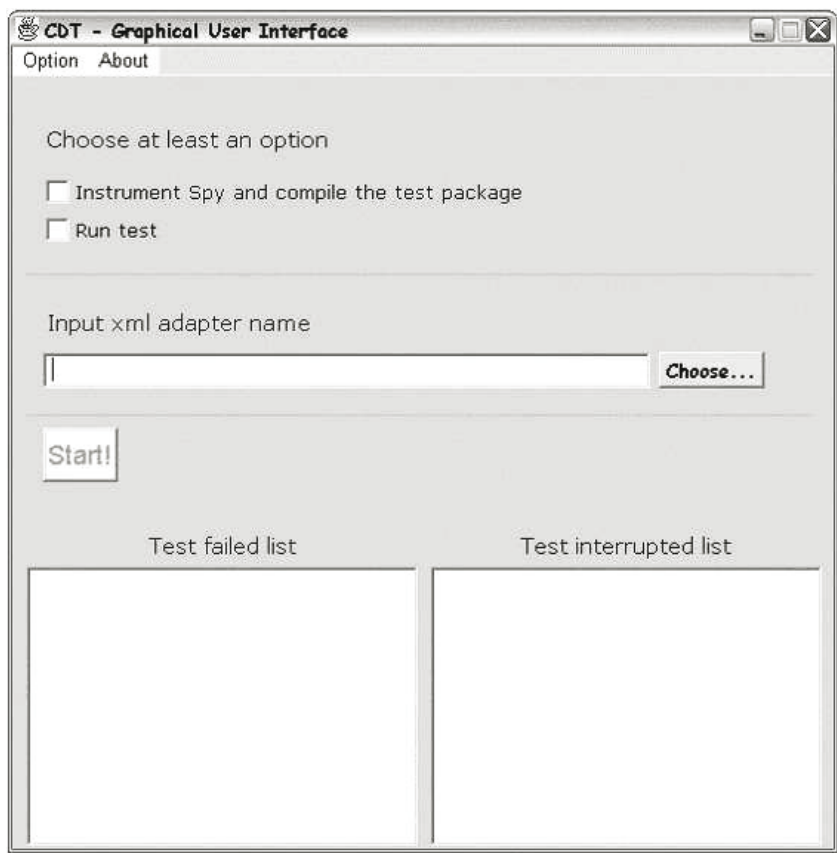 CDT - Graphical User Interface
Option About
Choose at least an option
Instrument Spy and compile the test package
Run test
Input xml adapter name
Choose...
Start!
Test failed list Test interrupted list